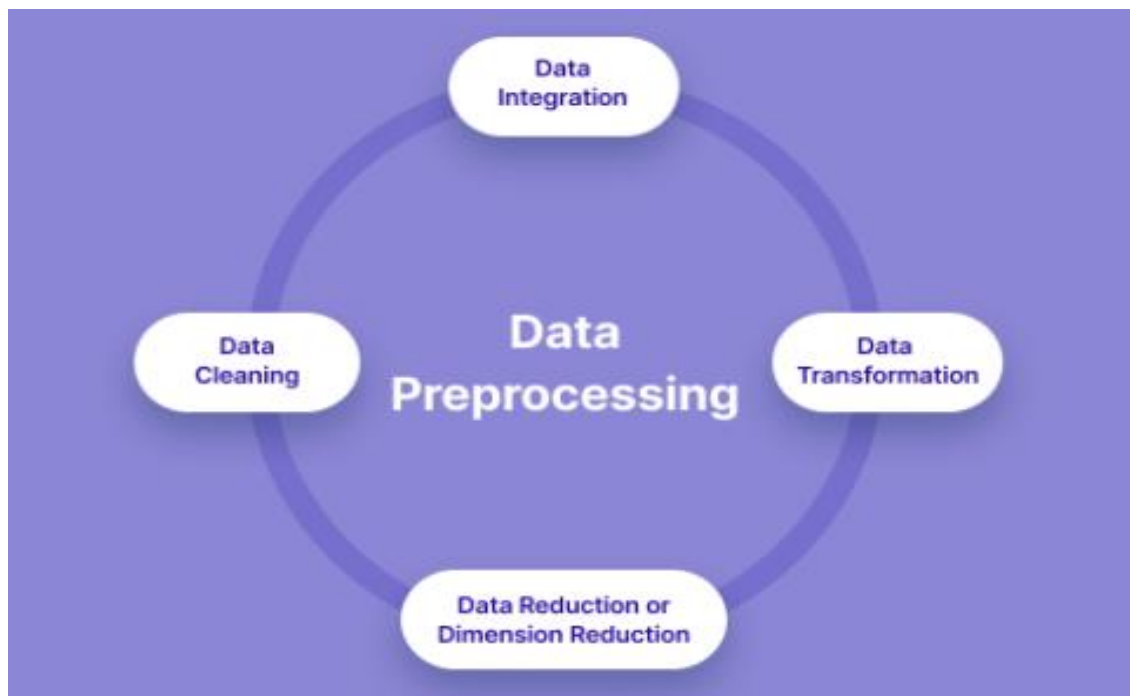 Data
Integration
Data
Cleaning
Data
Preprocessing
Data
Transformation
Data Reduction or
Dimension Reduction